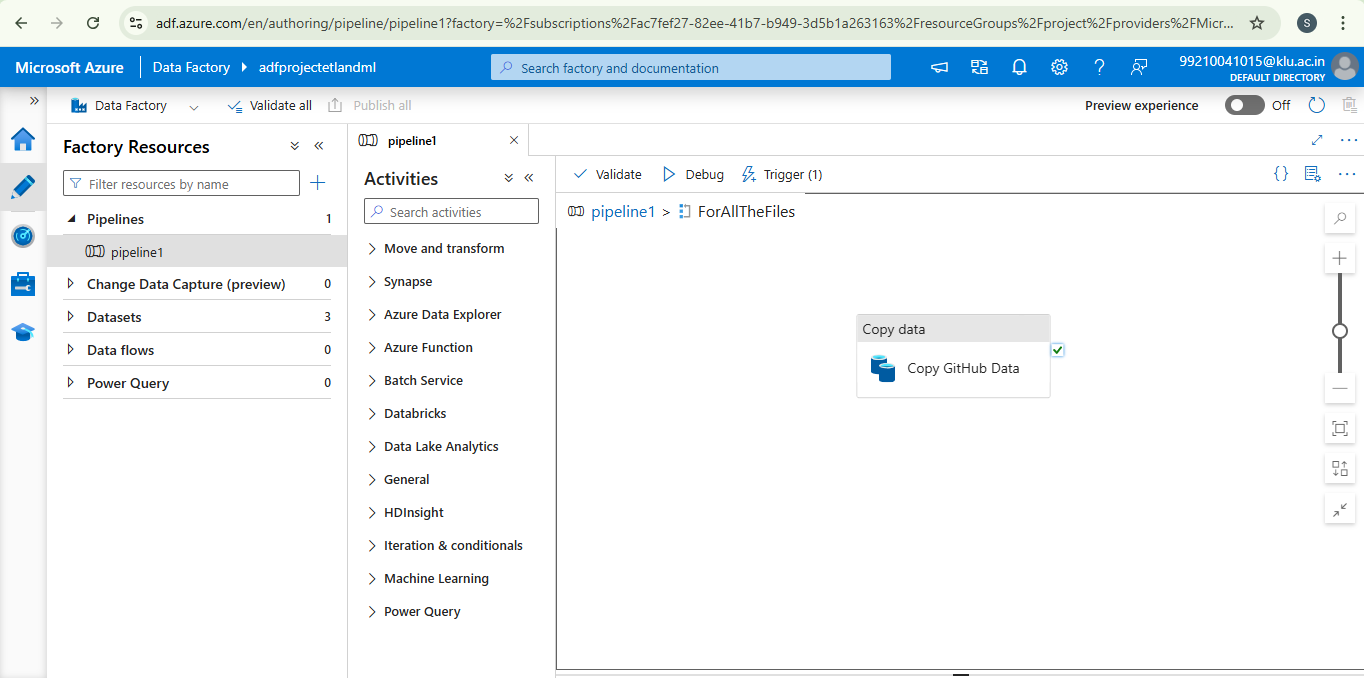 adf.azure.com/en/authoring/pipeline/pipeline1?factory=%2Fsubscriptions%2Fac7fef27-82ee-41b7-b949-3d5b1a263163%2FresourceGroups%2Fproject%2Fproviders%2FMicr...
S
Microsoft Azure
Data Factory
adfprojectetlandml
Search factory and documentation
99210041015@klu.ac.in
DEFAULT DIRECTORY
Data Factory
Validate all
Publish all
Preview experience
Off
Factory Resources
Filter resources by name
Pipelines 1
pipeline1
Change Data Capture (preview) 0
Datasets 3
Data flows 0
Power Query 0
pipeline1
Activities
Search activities
Move and transform
Synapse
Azure Data Explorer
Azure Function
Batch Service
Databricks
Data Lake Analytics
General
HDInsight
Iteration & conditionals
Machine Learning
Power Query
Validate
Debug
Trigger (1)
{}
pipeline1 > ForAllTheFiles
Copy data
Copy GitHub Data